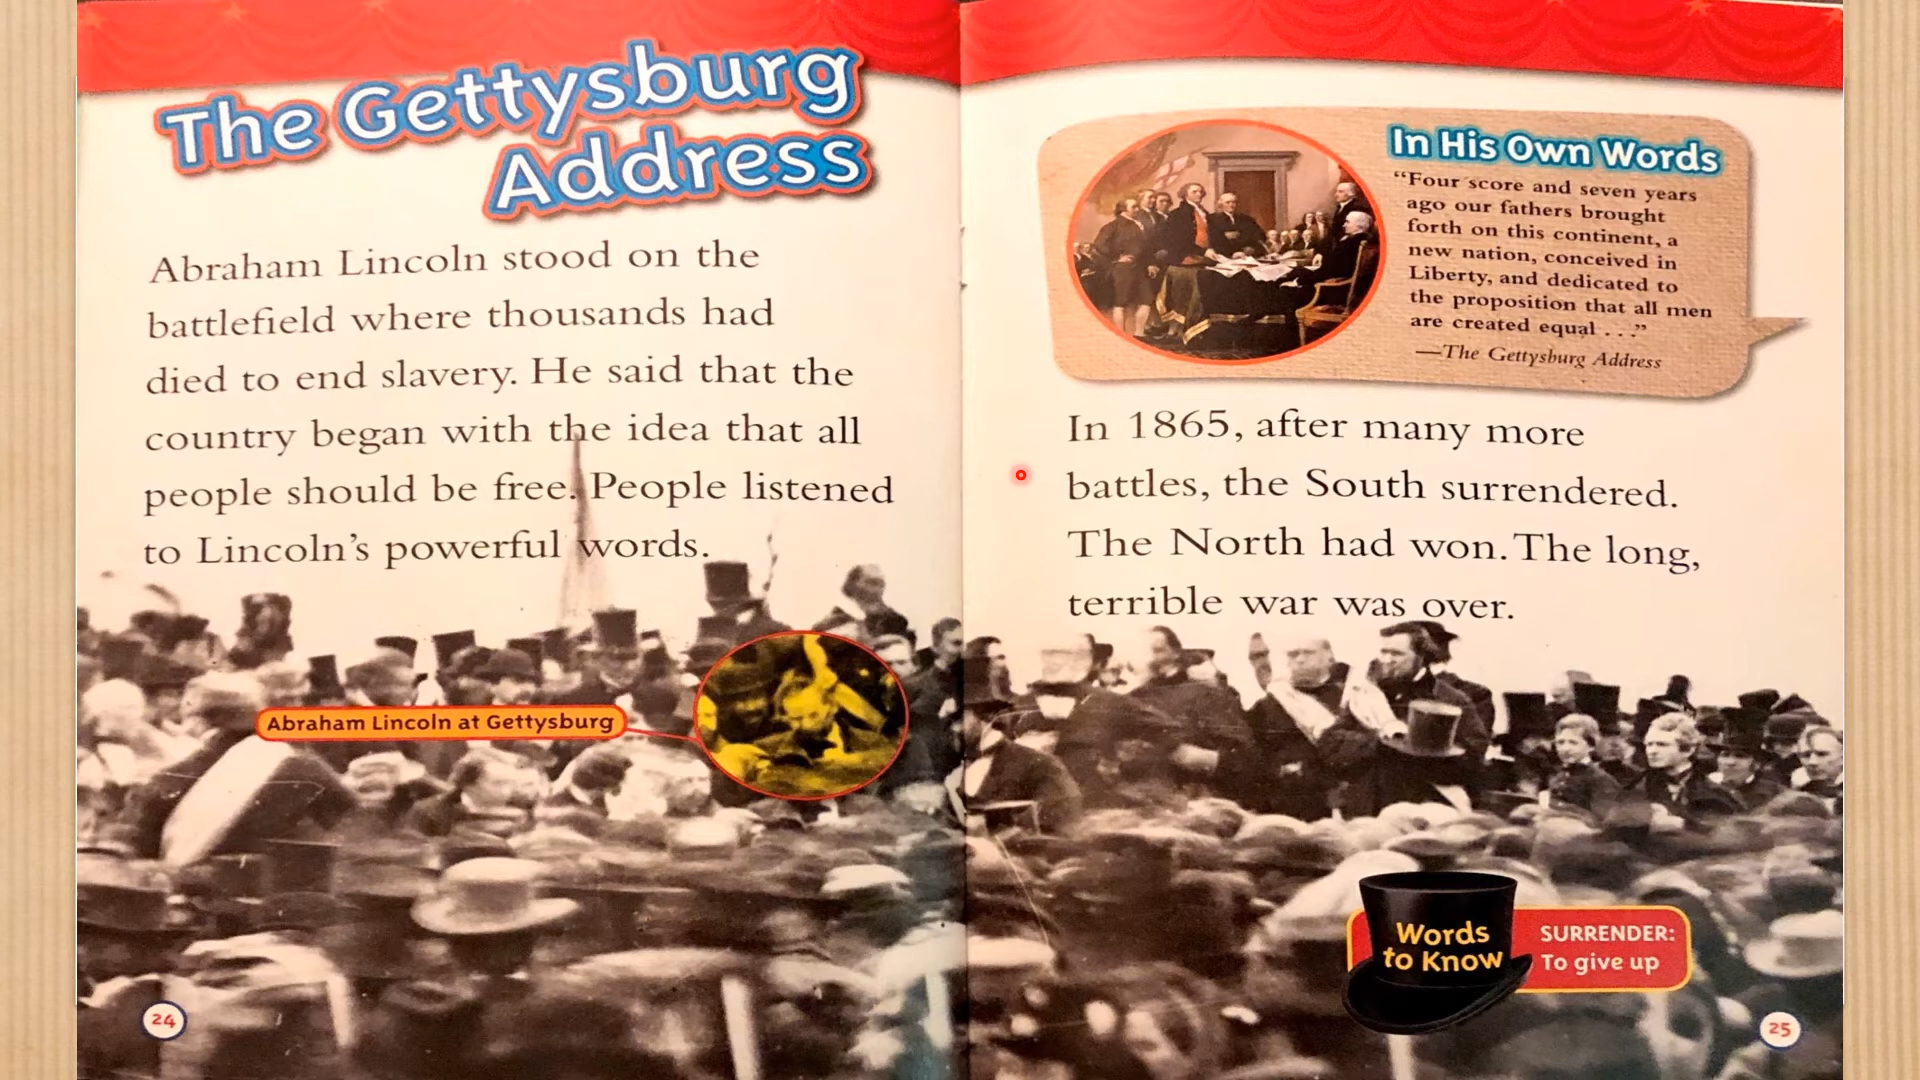 The Gettysburg
Address
Abraham Lincoln stood on the
battlefield where thousands had
died to end slavery. He said that the
country began with the idea that all
people should be free. People listened
to Lincoln's powerful words.
Abraham Lincoln at Gettysburg
24
In His Own Words
“Four score and seven years
ago our fathers brought
forth on this continent, a
new nation, conceived in
Liberty, and dedicated to
the proposition that all men
are created equal . . .”
—The Gettysburg Address
In 1865, after many more
battles, the South surrendered.
The North had won. The long,
terrible war was over.
Words
to Know
SURRENDER:
To give up
25